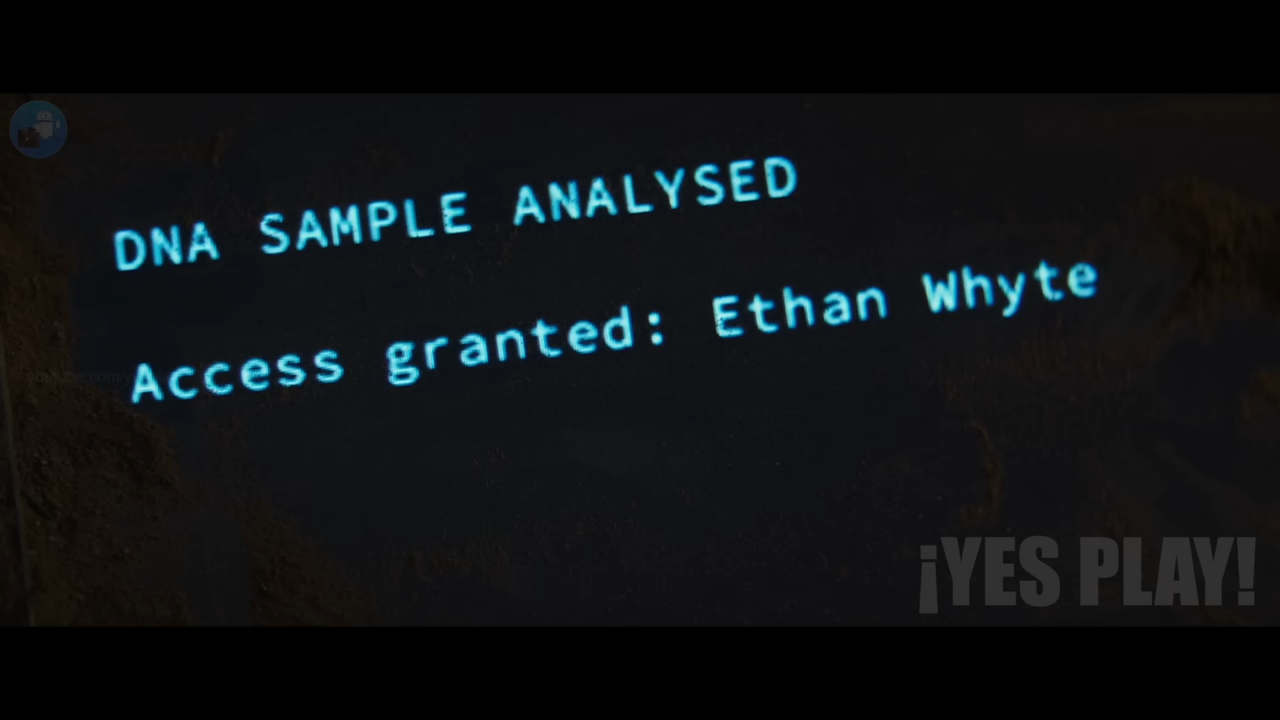 DNA SAMPLE ANALYSED
Access granted: Ethan Whyte
¡YES PLAY!